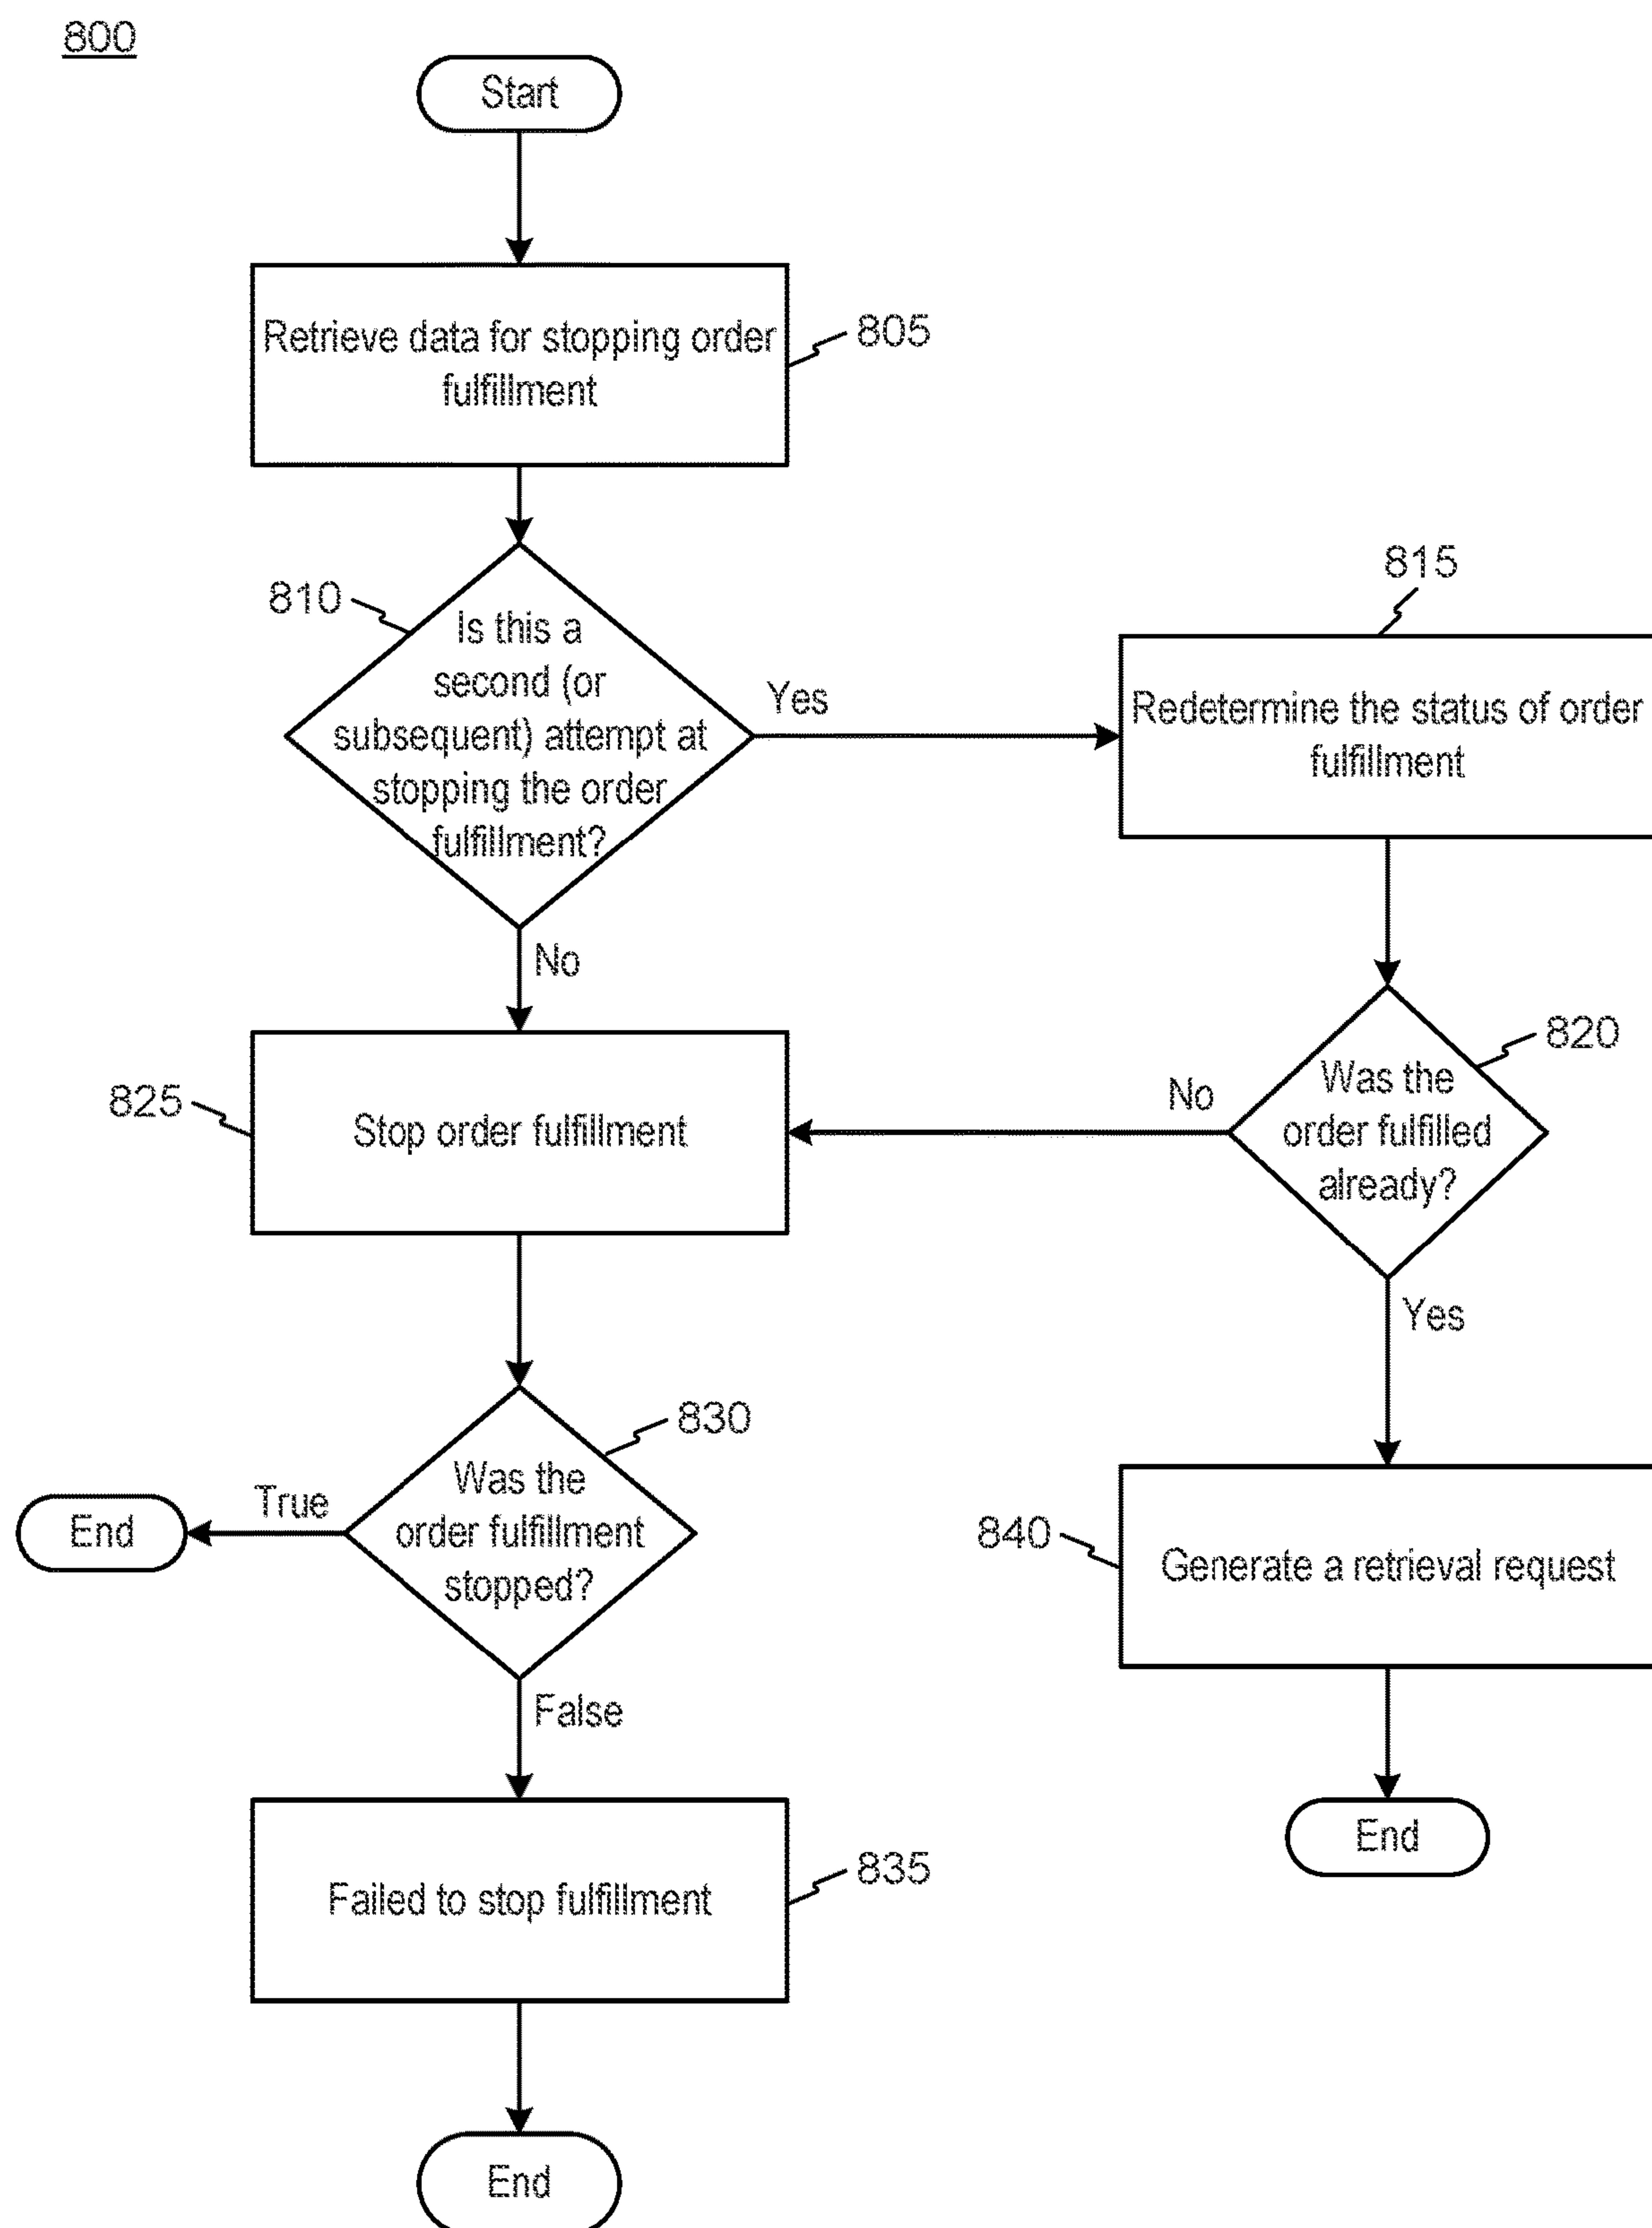 800
Start
Retrieve data for stopping order
fulfillment
805
810
Is this a
second (or
subsequent) attempt at
stopping the order
fulfillment?
Yes
815
Redetermine the status of order
fulfillment
No
820
Was the
order fulfilled
already?
No
825
Stop order fulfillment
Yes
830
Was the
order fulfillment
stopped?
True
End
840
Generate a retrieval request
False
835
Failed to stop fulfillment
End
End